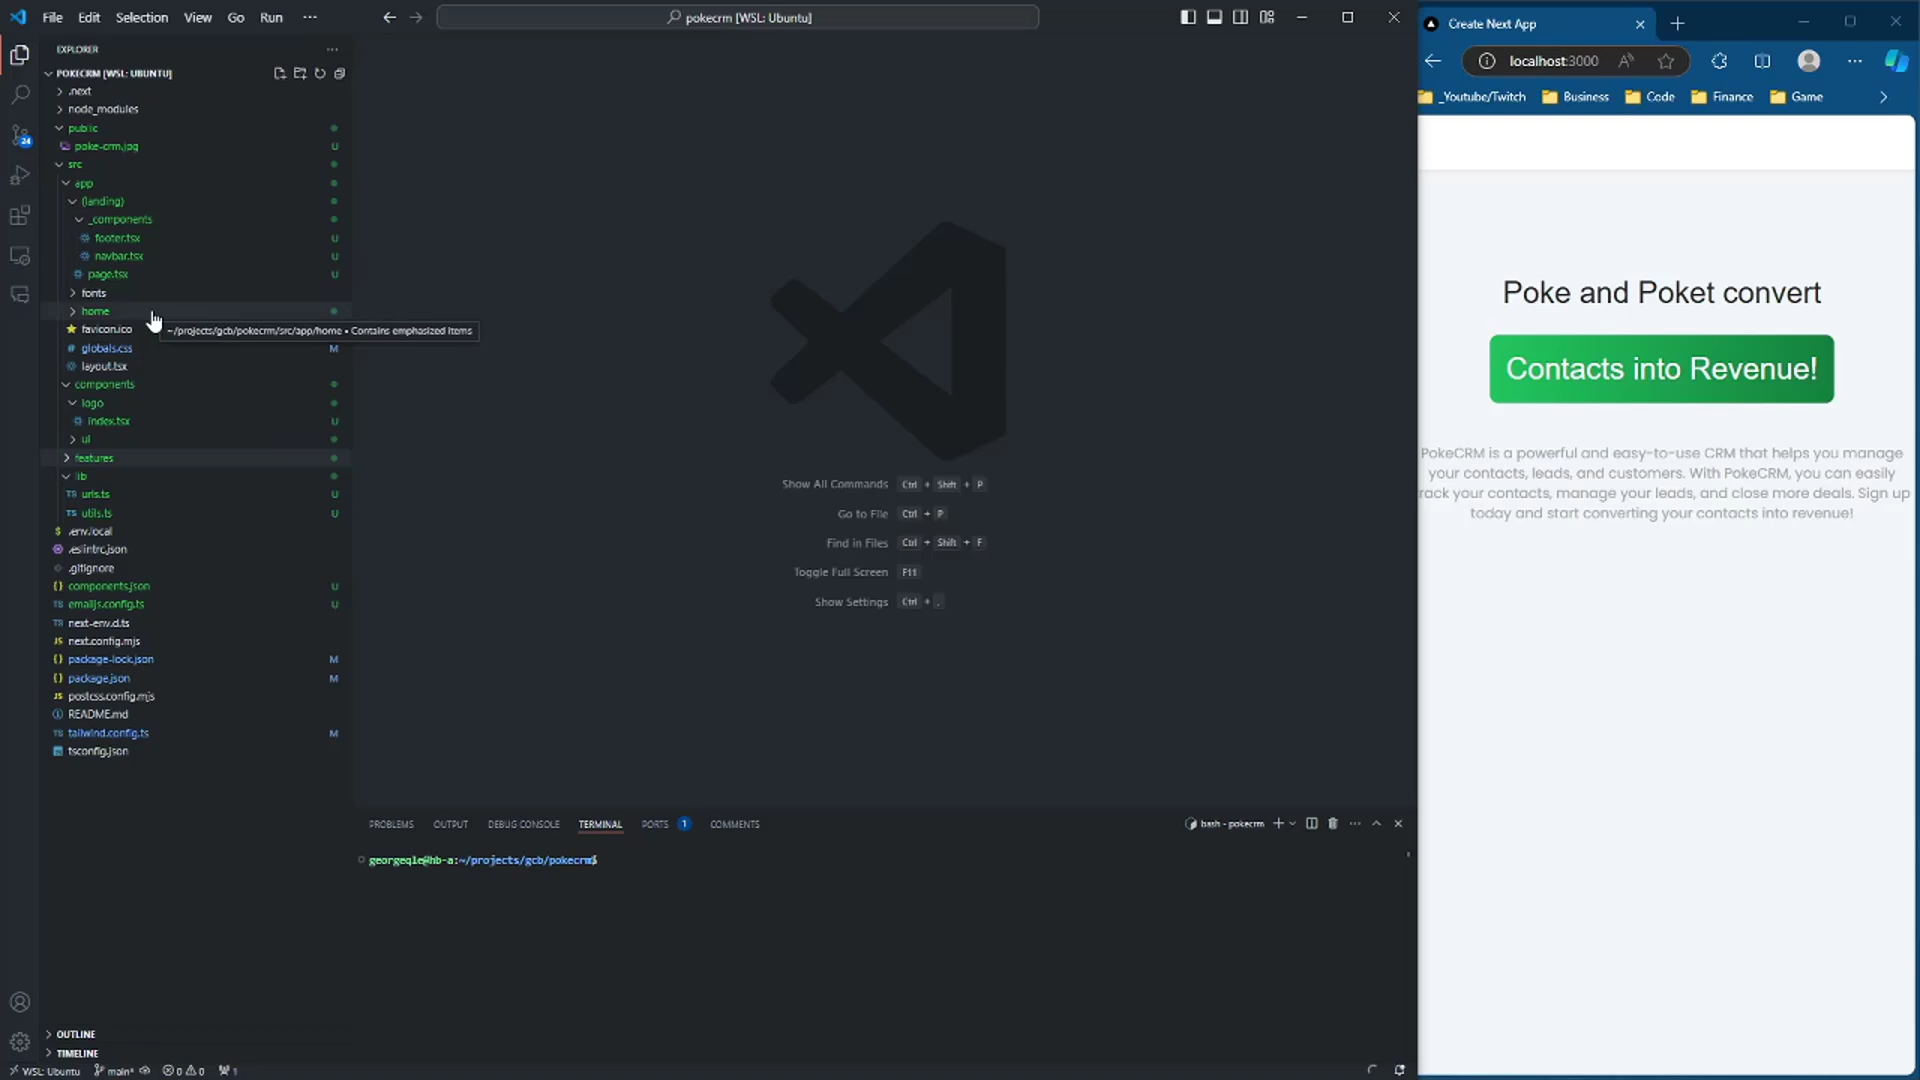 File Edit Selection View Go Run ···
pokecrm [WSL: Ubuntu]
EXPLORER
POKECRM [WSL: UBUNTU]
.next
node_modules
public
poke-crm.jpg U
src
app
(landing)
_components
footer.tsx U
navbar.tsx U
page.tsx U
fonts
home
~/projects/gcb/pokecrm/src/app/home • Contains emphasized items
favicon.ico
globals.css M
layout.tsx
components
logo
index.tsx U
ui
features
lib
urls.ts U
utils.ts U
.env.local
.eslintrc.json
.gitignore
components.json U
emailjs.config.ts U
next-env.d.ts
next.config.mjs
package-lock.json M
package.json M
postcss.config.mjs
README.md
tailwind.config.ts M
tsconfig.json
OUTLINE
TIMELINE
24
Show All Commands Ctrl + Shift + P
Go to File Ctrl + P
Find in Files Ctrl + Shift + F
Toggle Full Screen F11
Show Settings Ctrl + ,
PROBLEMS OUTPUT DEBUG CONSOLE TERMINAL PORTS 1 COMMENTS
bash - pokecrm
georgeqle@hb-a:~/projects/gcb/pokecrm$
WSL: Ubuntu main* 0 0 1
Create Next App
localhost:3000
_Youtube/Twitch Business Code Finance Game
Poke and Poket convert
Contacts into Revenue!
PokeCRM is a powerful and easy-to-use CRM that helps you manage
your contacts, leads, and customers. With PokeCRM, you can easily
rack your contacts, manage your leads, and close more deals. Sign up
today and start converting your contacts into revenue!